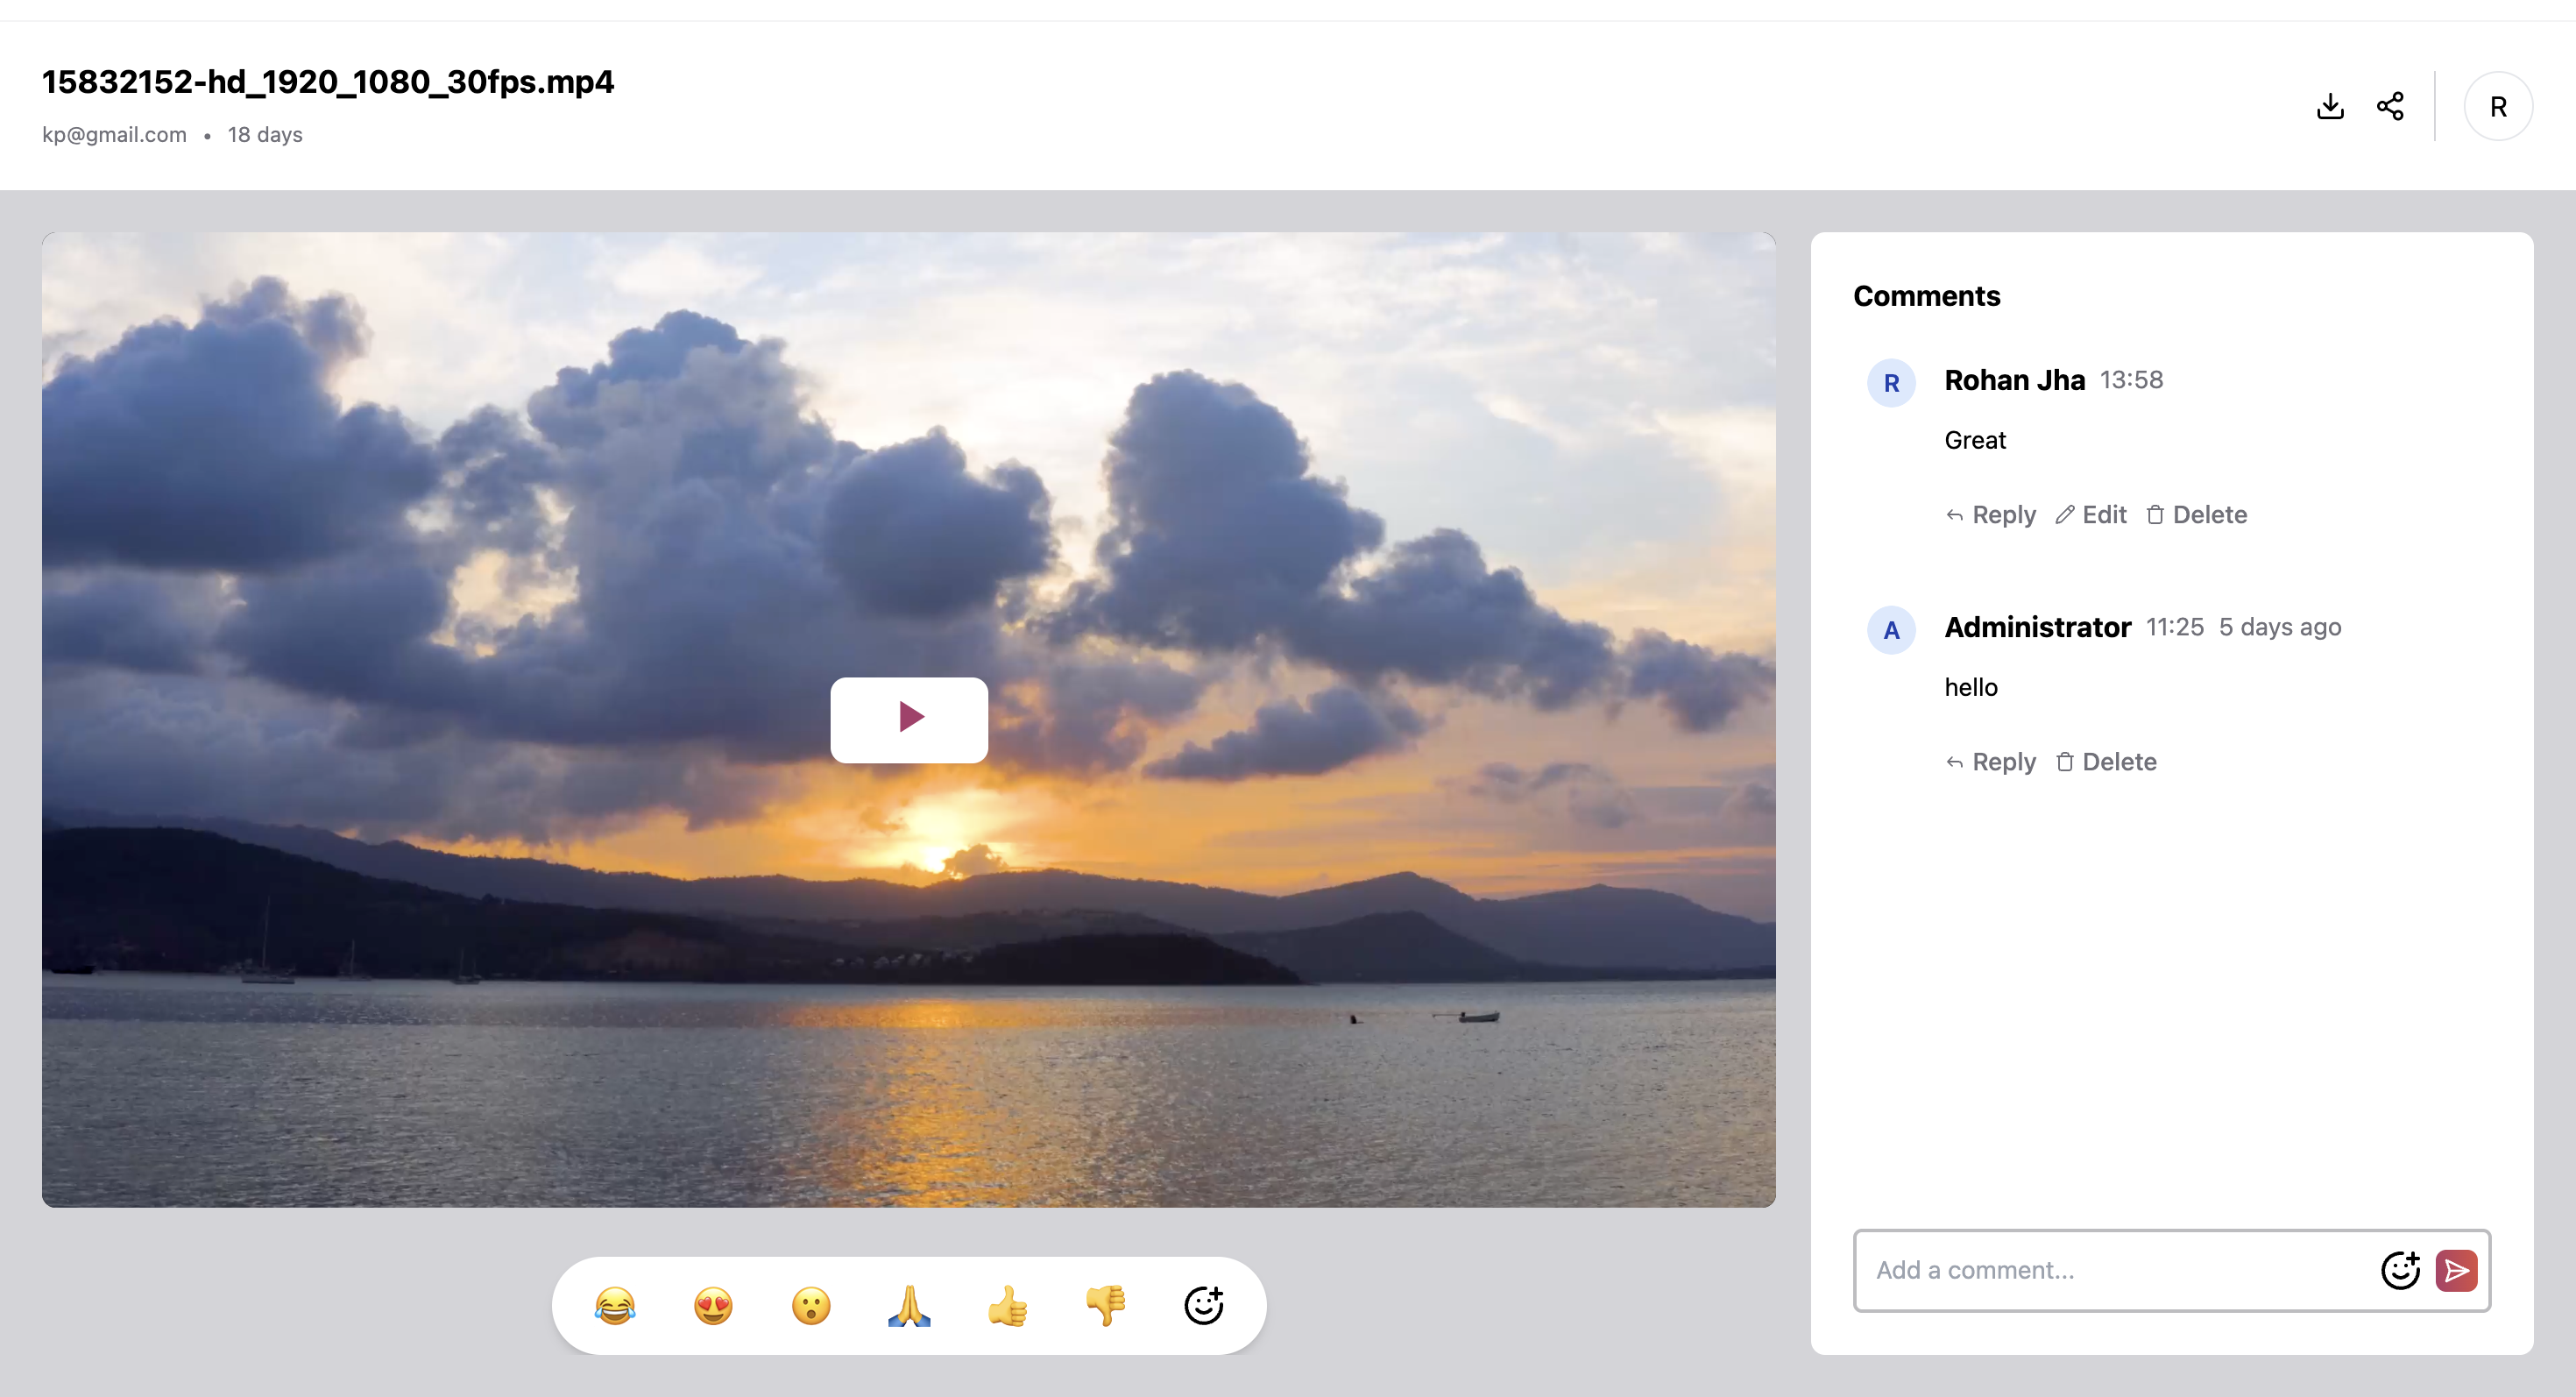 15832152-hd_1920_1080_30fps.mp4
kp@gmail.com • 18 days
R
Comments
R Rohan Jha 13:58
Great
Reply Edit Delete
A Administrator 11:25 5 days ago
hello
Reply Delete
Add a comment...